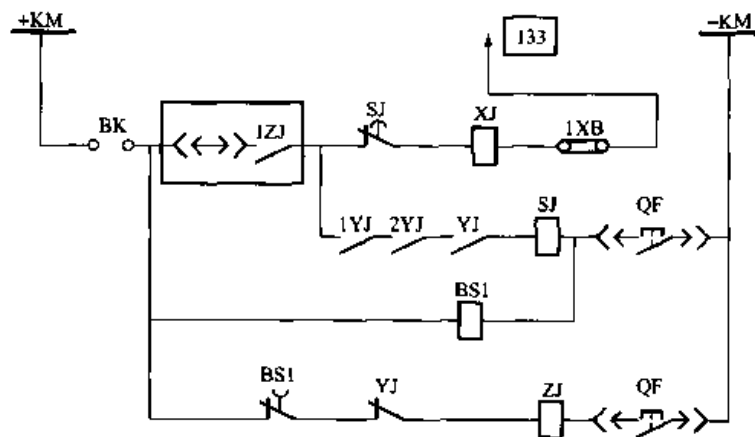 +KM
133
-KM
BK
1ZJ
SJ
XJ
1XB
1YJ
2YJ
YJ
SJ
QF
BS1
BS1
YJ
ZJ
QF